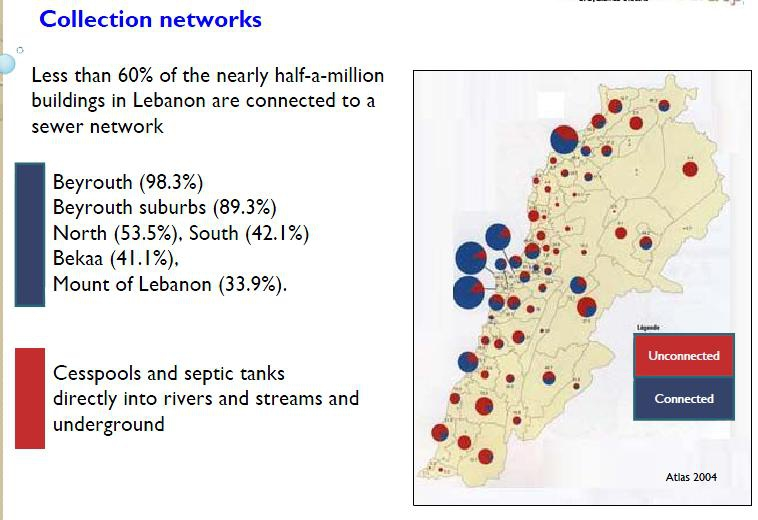 Collection networks
Less than 60% of the nearly half-a-million
buildings in Lebanon are connected to a
sewer network
Beyrouth (98.3%)
Beyrouth suburbs (89.3%)
North (53.5%), South (42.1%)
Bekaa (41.1%),
Mount of Lebanon (33.9%).
Cesspools and septic tanks
directly into rivers and streams and
underground
Légende
Unconnected
Connected
Atlas 2004